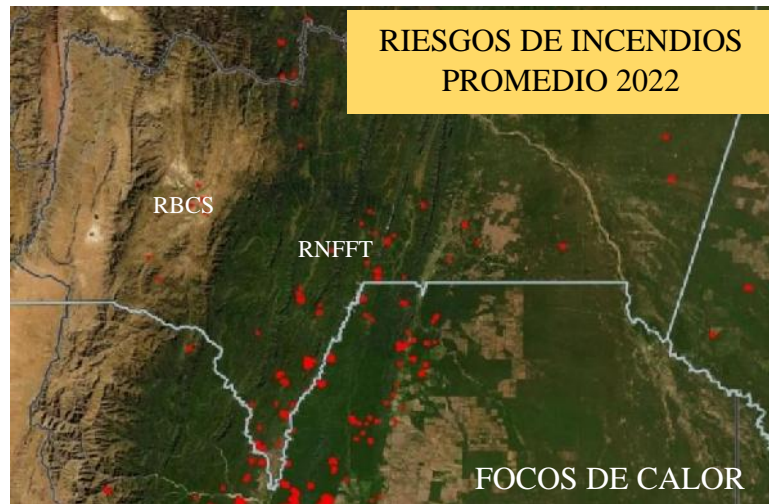 RIESGOS DE INCENDIOS
PROMEDIO 2022
RBCS
RNFFT
FOCOS DE CALOR